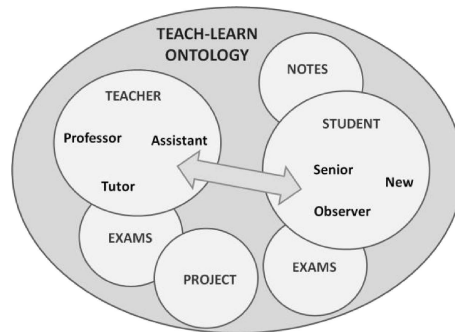 TEACH-LEARN
ONTOLOGY
NOTES
TEACHER
Professor
Assistant
Tutor
STUDENT
Senior
New
Observer
EXAMS
PROJECT
EXAMS